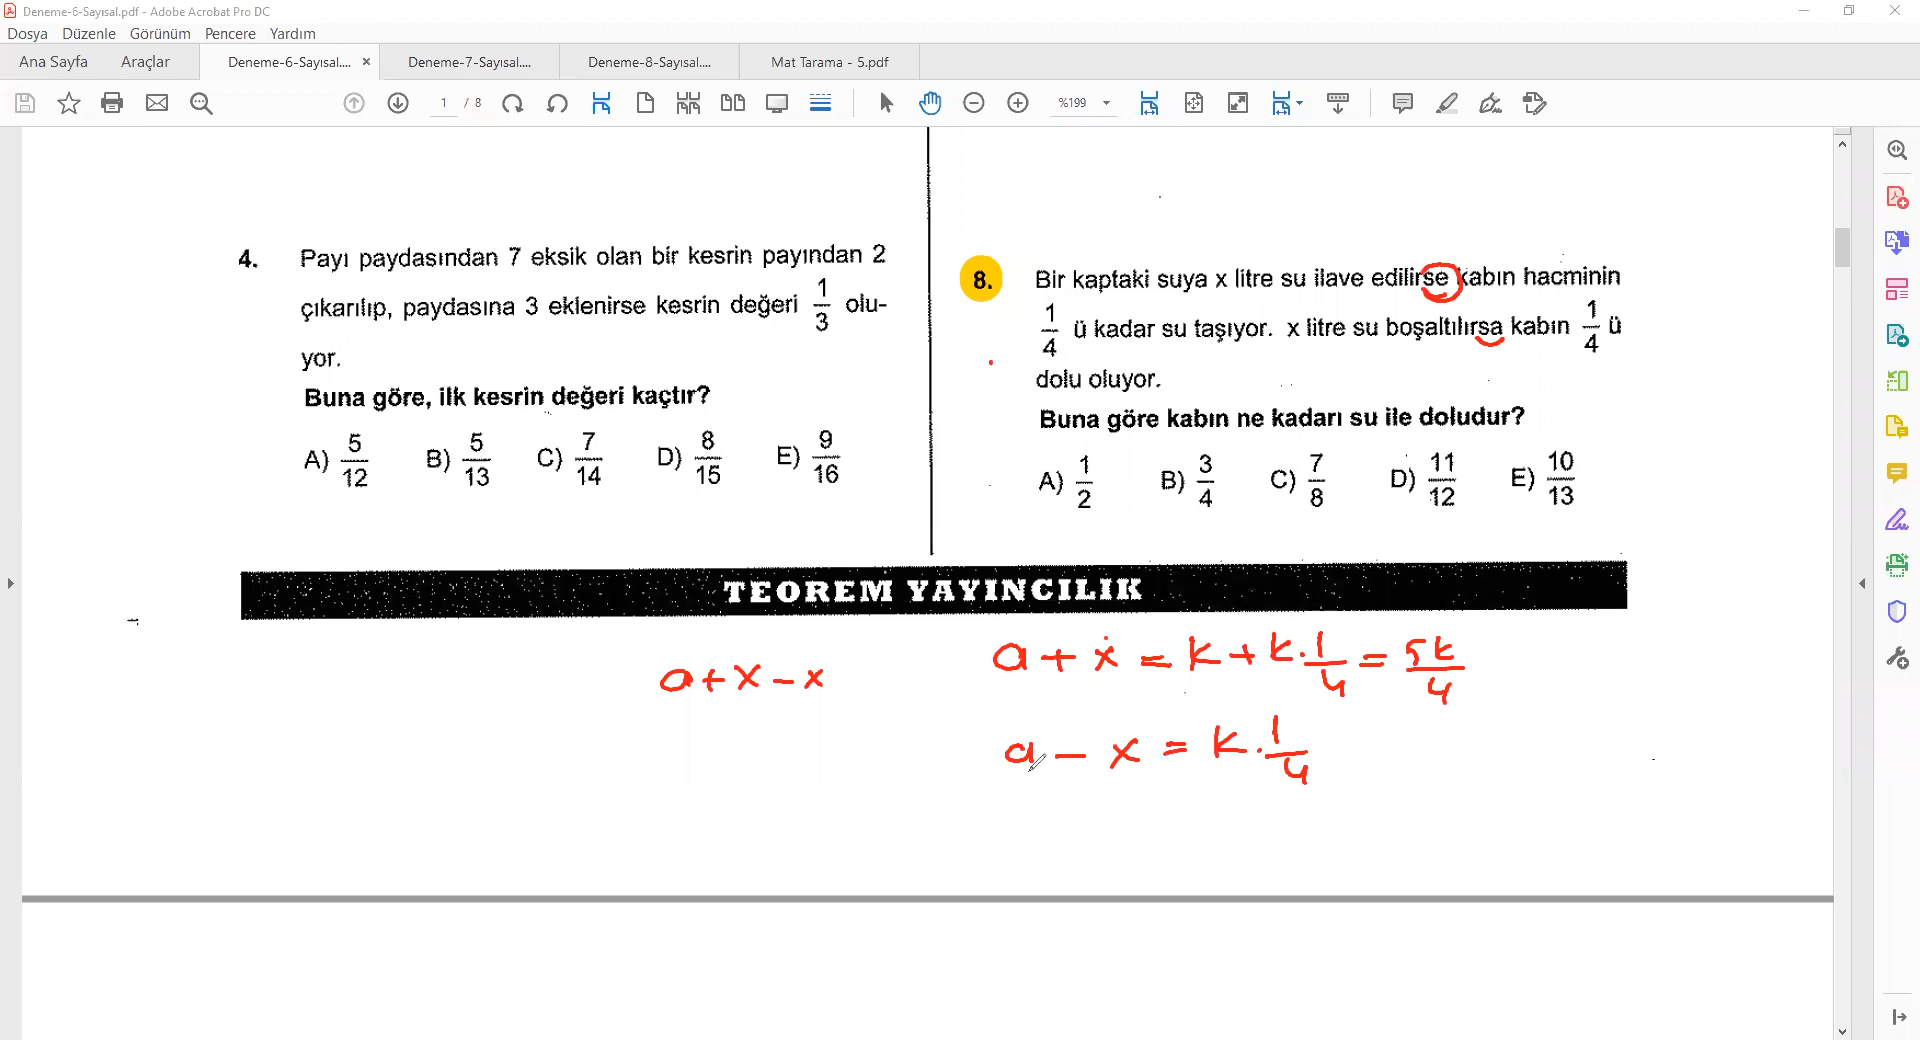 Deneme-6-Sayısal.pdf - Adobe Acrobat Pro DC
Dosya Düzenle Görünüm Pencere Yardım
Ana Sayfa Araçlar Deneme-6-Sayısal.... × Deneme-7-Sayısal.... Deneme-8-Sayısal.... Mat Tarama - 5.pdf
1 / 8 %199
4. Payı paydasından 7 eksik olan bir kesrin payından 2
çıkarılıp, paydasına 3 eklenirse kesrin değeri 1/3 olu-
yor.
Buna göre, ilk kesrin değeri kaçtır?
A) 5/12 B) 5/13 C) 7/14 D) 8/15 E) 9/16
8. Bir kaptaki suya x litre su ilave edilirse kabın hacminin
1/4 ü kadar su taşıyor. x litre su boşaltılırsa kabın 1/4 ü
dolu oluyor.
Buna göre kabın ne kadarı su ile doludur?
A) 1/2 B) 3/4 C) 7/8 D) 11/12 E) 10/13
TEOREM YAYINCILIK
a + x - x
a + x = k + k . 1/4 = 5k/4
a - x = k . 1/4